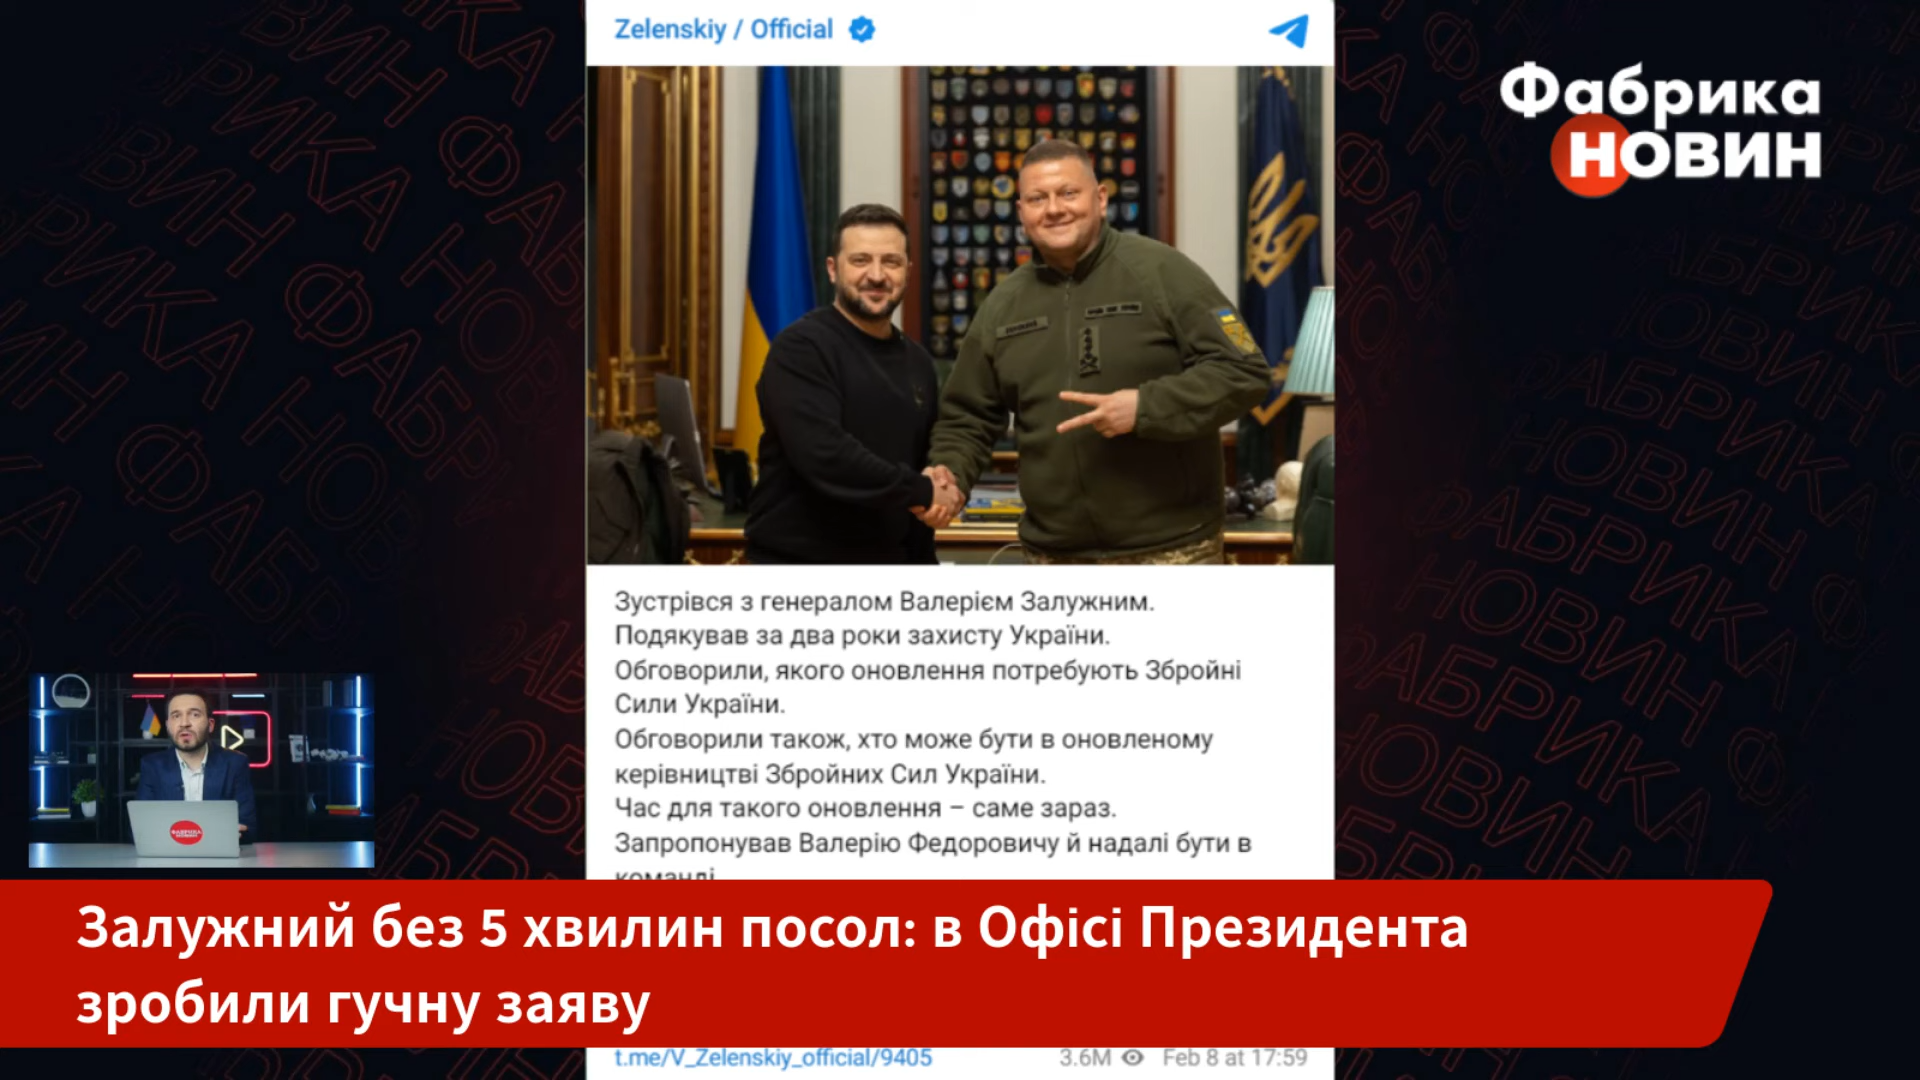 Zelenskiy / Official
Фабрика
новин
Зустрівся з генералом Валерієм Залужним.
Подякував за два роки захисту України.
Обговорили, якого оновлення потребують Збройні
Сили України.
Обговорили також, хто може бути в оновленому
керівництві Збройних Сил України.
Час для такого оновлення – саме зараз.
Запропонував Валерію Федоровичу й надалі бути в
команді
Залужний без 5 хвилин посол: в Офісі Президента
зробили гучну заяву
t.me/V_Zelenskiy_official/9405
3.6M Feb 8 at 17:59